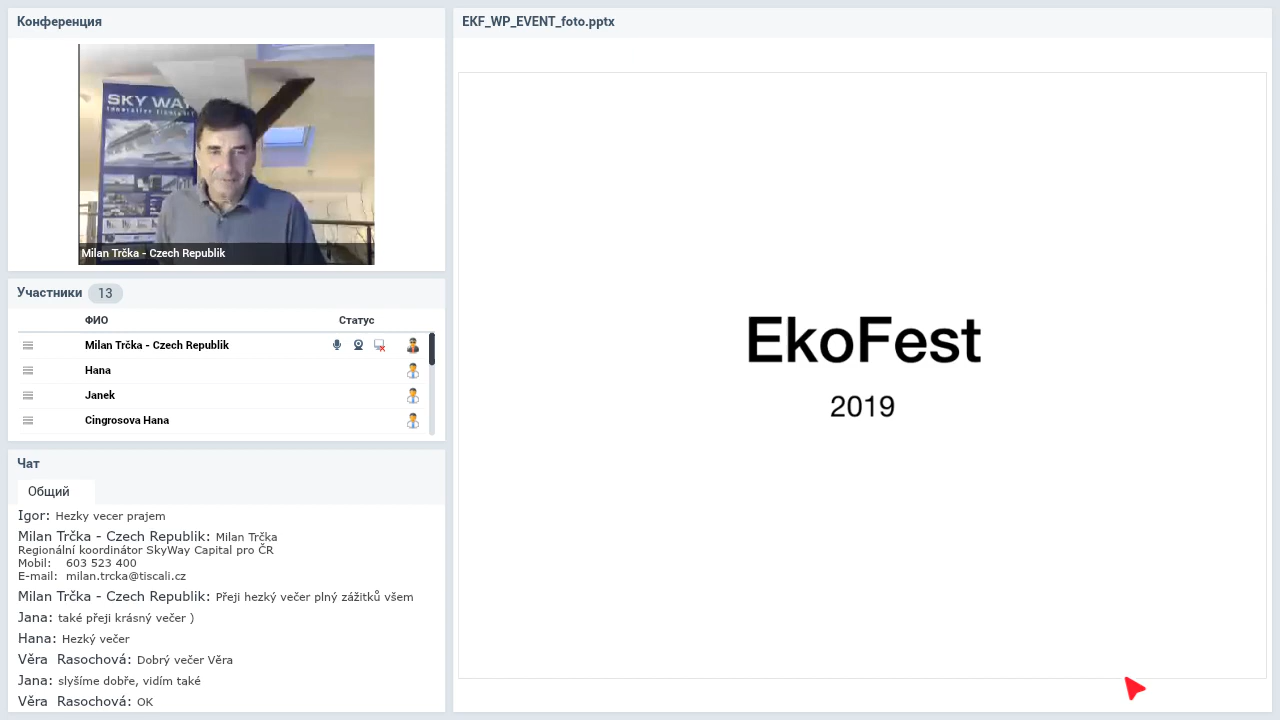 Конференция
SKY WAY
Milan Trčka - Czech Republik
Участники 13
ФИО Статус
Milan Trčka - Czech Republik
Hana
Janek
Cingrosova Hana
Чат
Общий
Igor: Hezky vecer prajem
Milan Trčka - Czech Republik: Milan Trčka
Regionální koordinátor SkyWay Capital pro ČR
Mobil: 603 523 400
E-mail: milan.trcka@tiscali.cz
Milan Trčka - Czech Republik: Přeji hezký večer plný zážitků všem
Jana: také přeji krásný večer )
Hana: Hezký večer
Věra Rasochová: Dobrý večer Věra
Jana: slyšíme dobře, vidím také
Věra Rasochová: OK
EKF_WP_EVENT_foto.pptx
EkoFest
2019